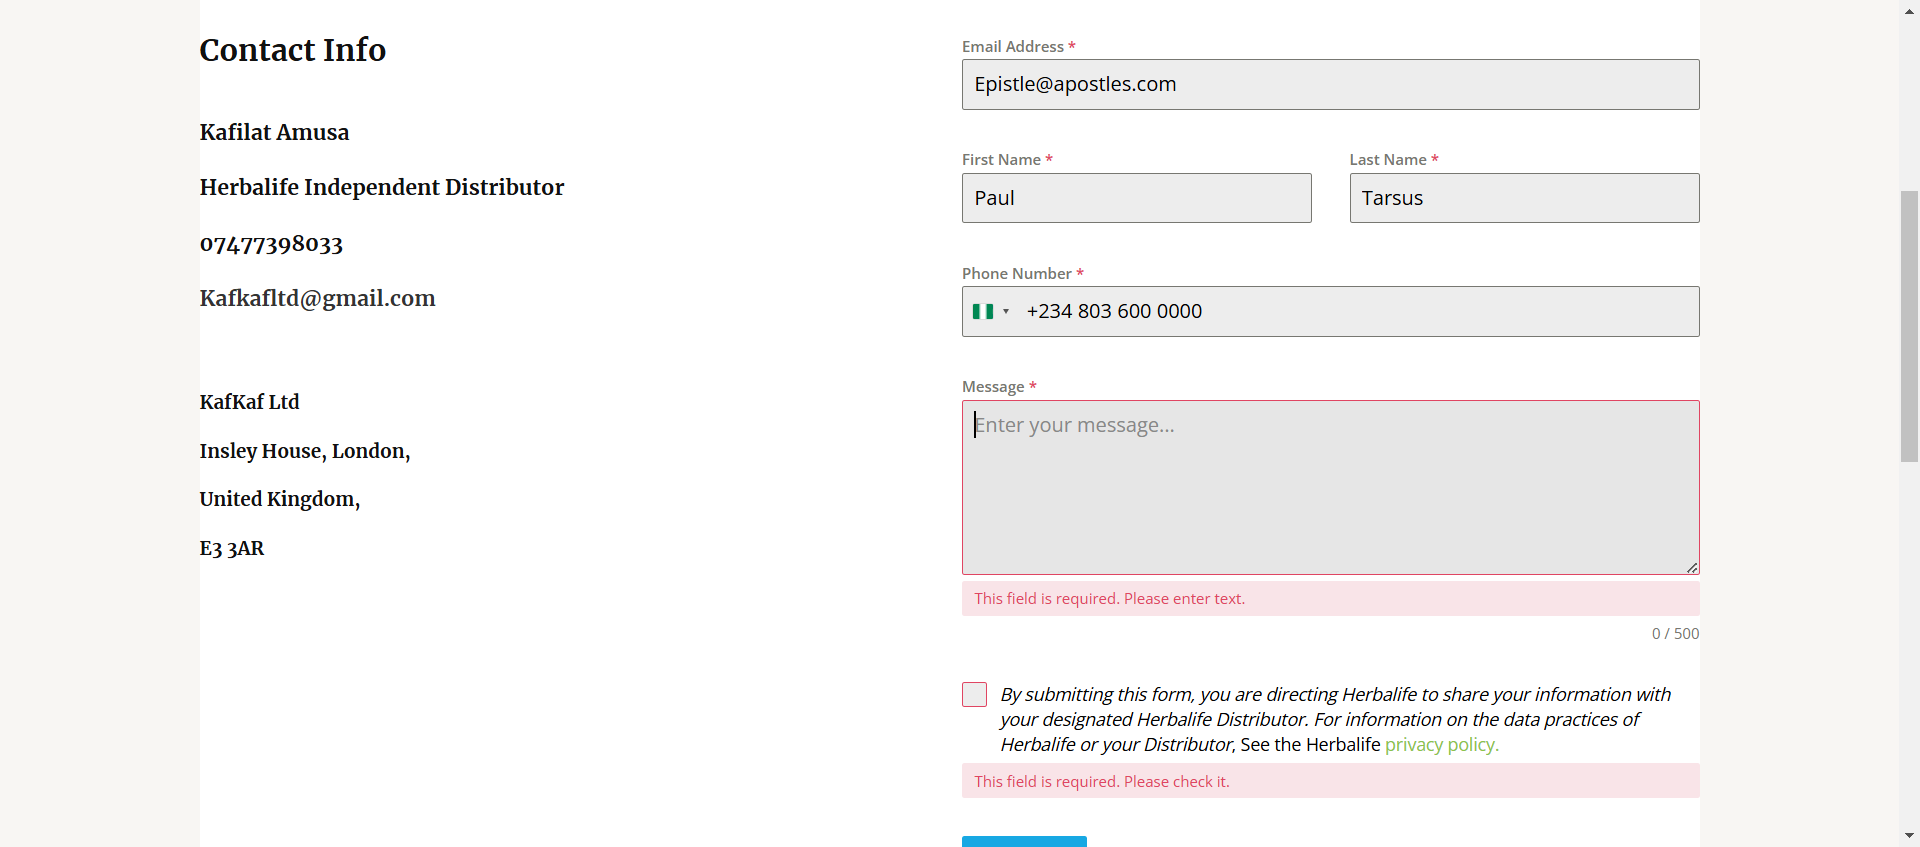 Contact Info
Kafilat Amusa
Herbalife Independent Distributor
07477398033
Kafkafltd@gmail.com
KafKaf Ltd
Insley House, London,
United Kingdom,
E3 3AR
Email Address *
Epistle@apostles.com
First Name *
Last Name *
Paul
Tarsus
Phone Number *
+234 803 600 0000
Message *
Enter your message...
This field is required. Please enter text.
0 / 500
By submitting this form, you are directing Herbalife to share your information with
your designated Herbalife Distributor. For information on the data practices of
Herbalife or your Distributor, See the Herbalife privacy policy.
This field is required. Please check it.